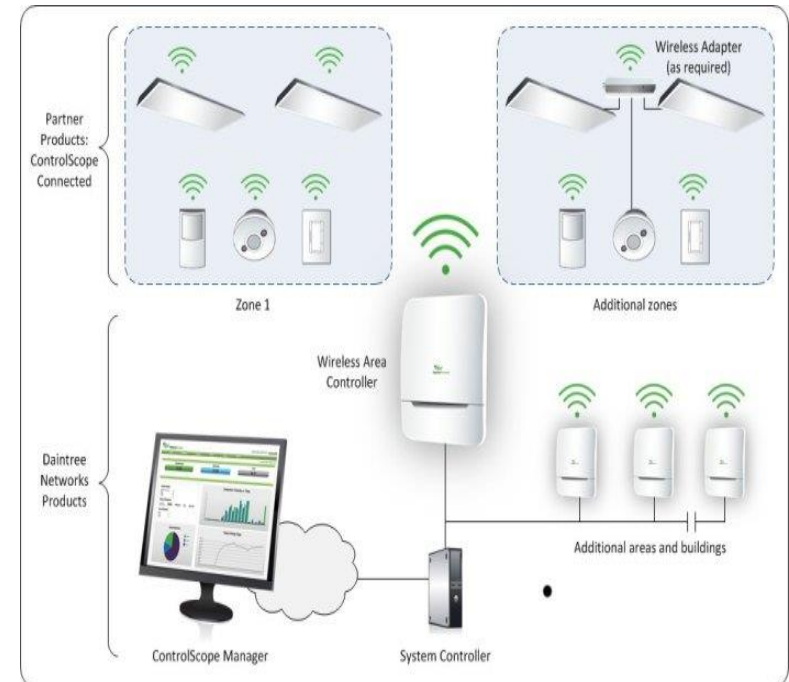 Wireless Adapter
(as required)
Partner
Products:
ControlScope
Connected
Zone 1
Additional zones
Wireless Area
Controller
Daintree
Networks
Products
Additional areas and buildings
ControlScope Manager
System Controller